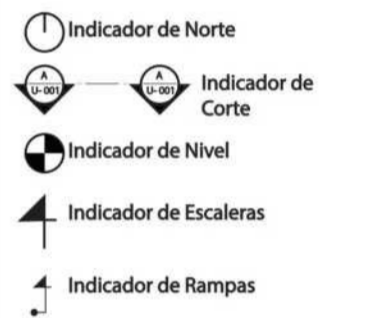 Indicador de Norte
A A
U-001 U-001
Indicador de
Corte
Indicador de Nivel
Indicador de Escaleras
Indicador de Rampas